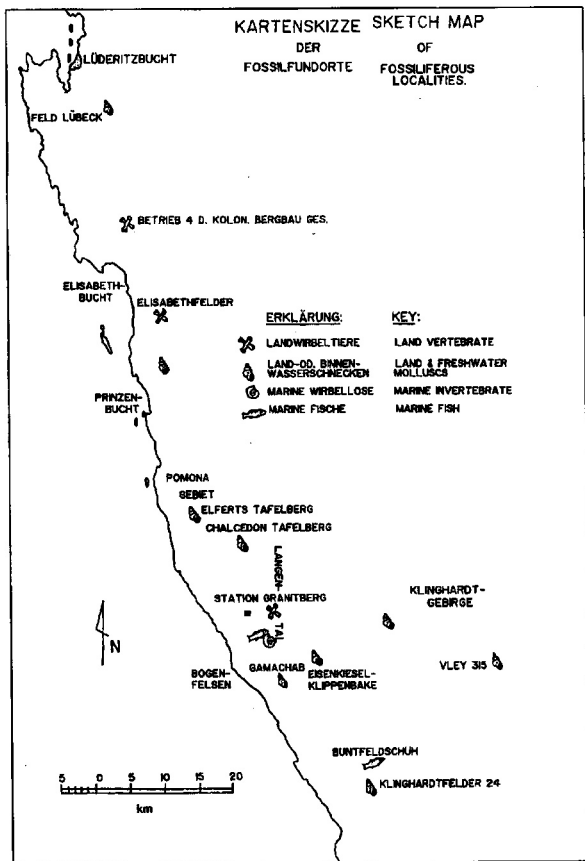 KARTENSKIZZE
DER
FOSSILFUNDORTE
SKETCH MAP
OF
FOSSILIFEROUS
LOCALITIES.
LÜDERITZBUCHT
FELD LÜBECK
BETRIEB 4 D. KOLON. BERGBAU GES.
ELISABETH-
BUCHT
ELISABETHFELDER
ERKLÄRUNG:
KEY:
LANDWIRBELTIERE
LAND VERTEBRATE
LAND-OD. BINNEN-
WASSERSCHNECKEN
LAND & FRESHWATER
MOLLUSCS
MARINE WIRBELLOSE
MARINE INVERTEBRATE
MARINE FISCHE
MARINE FISH
PRINZEN-
BUCHT
POMONA
GEBIET
ELFERTS TAFELBERG
CHALCEDON TAFELBERG
LANGEN-
TAL
STATION GRANITBERG
KLINGHARDT-
GEBIRGE
BOGEN-
FELSEN
GAMACHAB
EISENKIESEL-
KLIPPENBAKE
VLEY 315
N
BUNTFELDSCHUH
KLINGHARDTFELDER 24
5 0 5 10 20
km